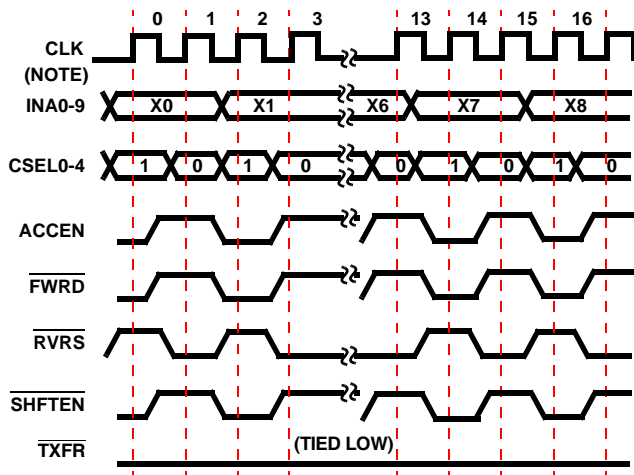 0 1 2 3 13 14 15 16
CLK
(NOTE)
INA0-9 X0 X1 X6 X7 X8
CSEL0-4 1 0 1 0 0 1 0 1 0
ACCEN
FWRD
RVRS
SHFTEN
(TIED LOW)
TXFR